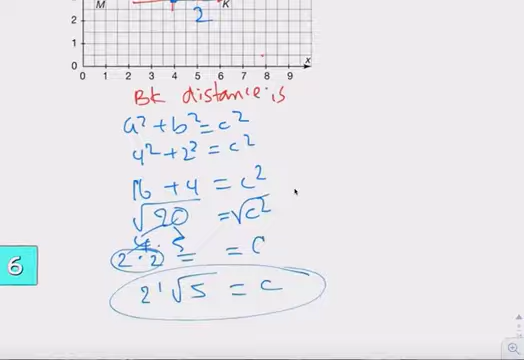 2
1
M
K
2
0
0 1 2 3 4 5 6 7 8 9
x
BK distance is
a² + b² = c²
4² + 2² = c²
16 + 4 = c²
√20 = √c²
4 · 5
2 · 2 = = c
6
2√5 = c